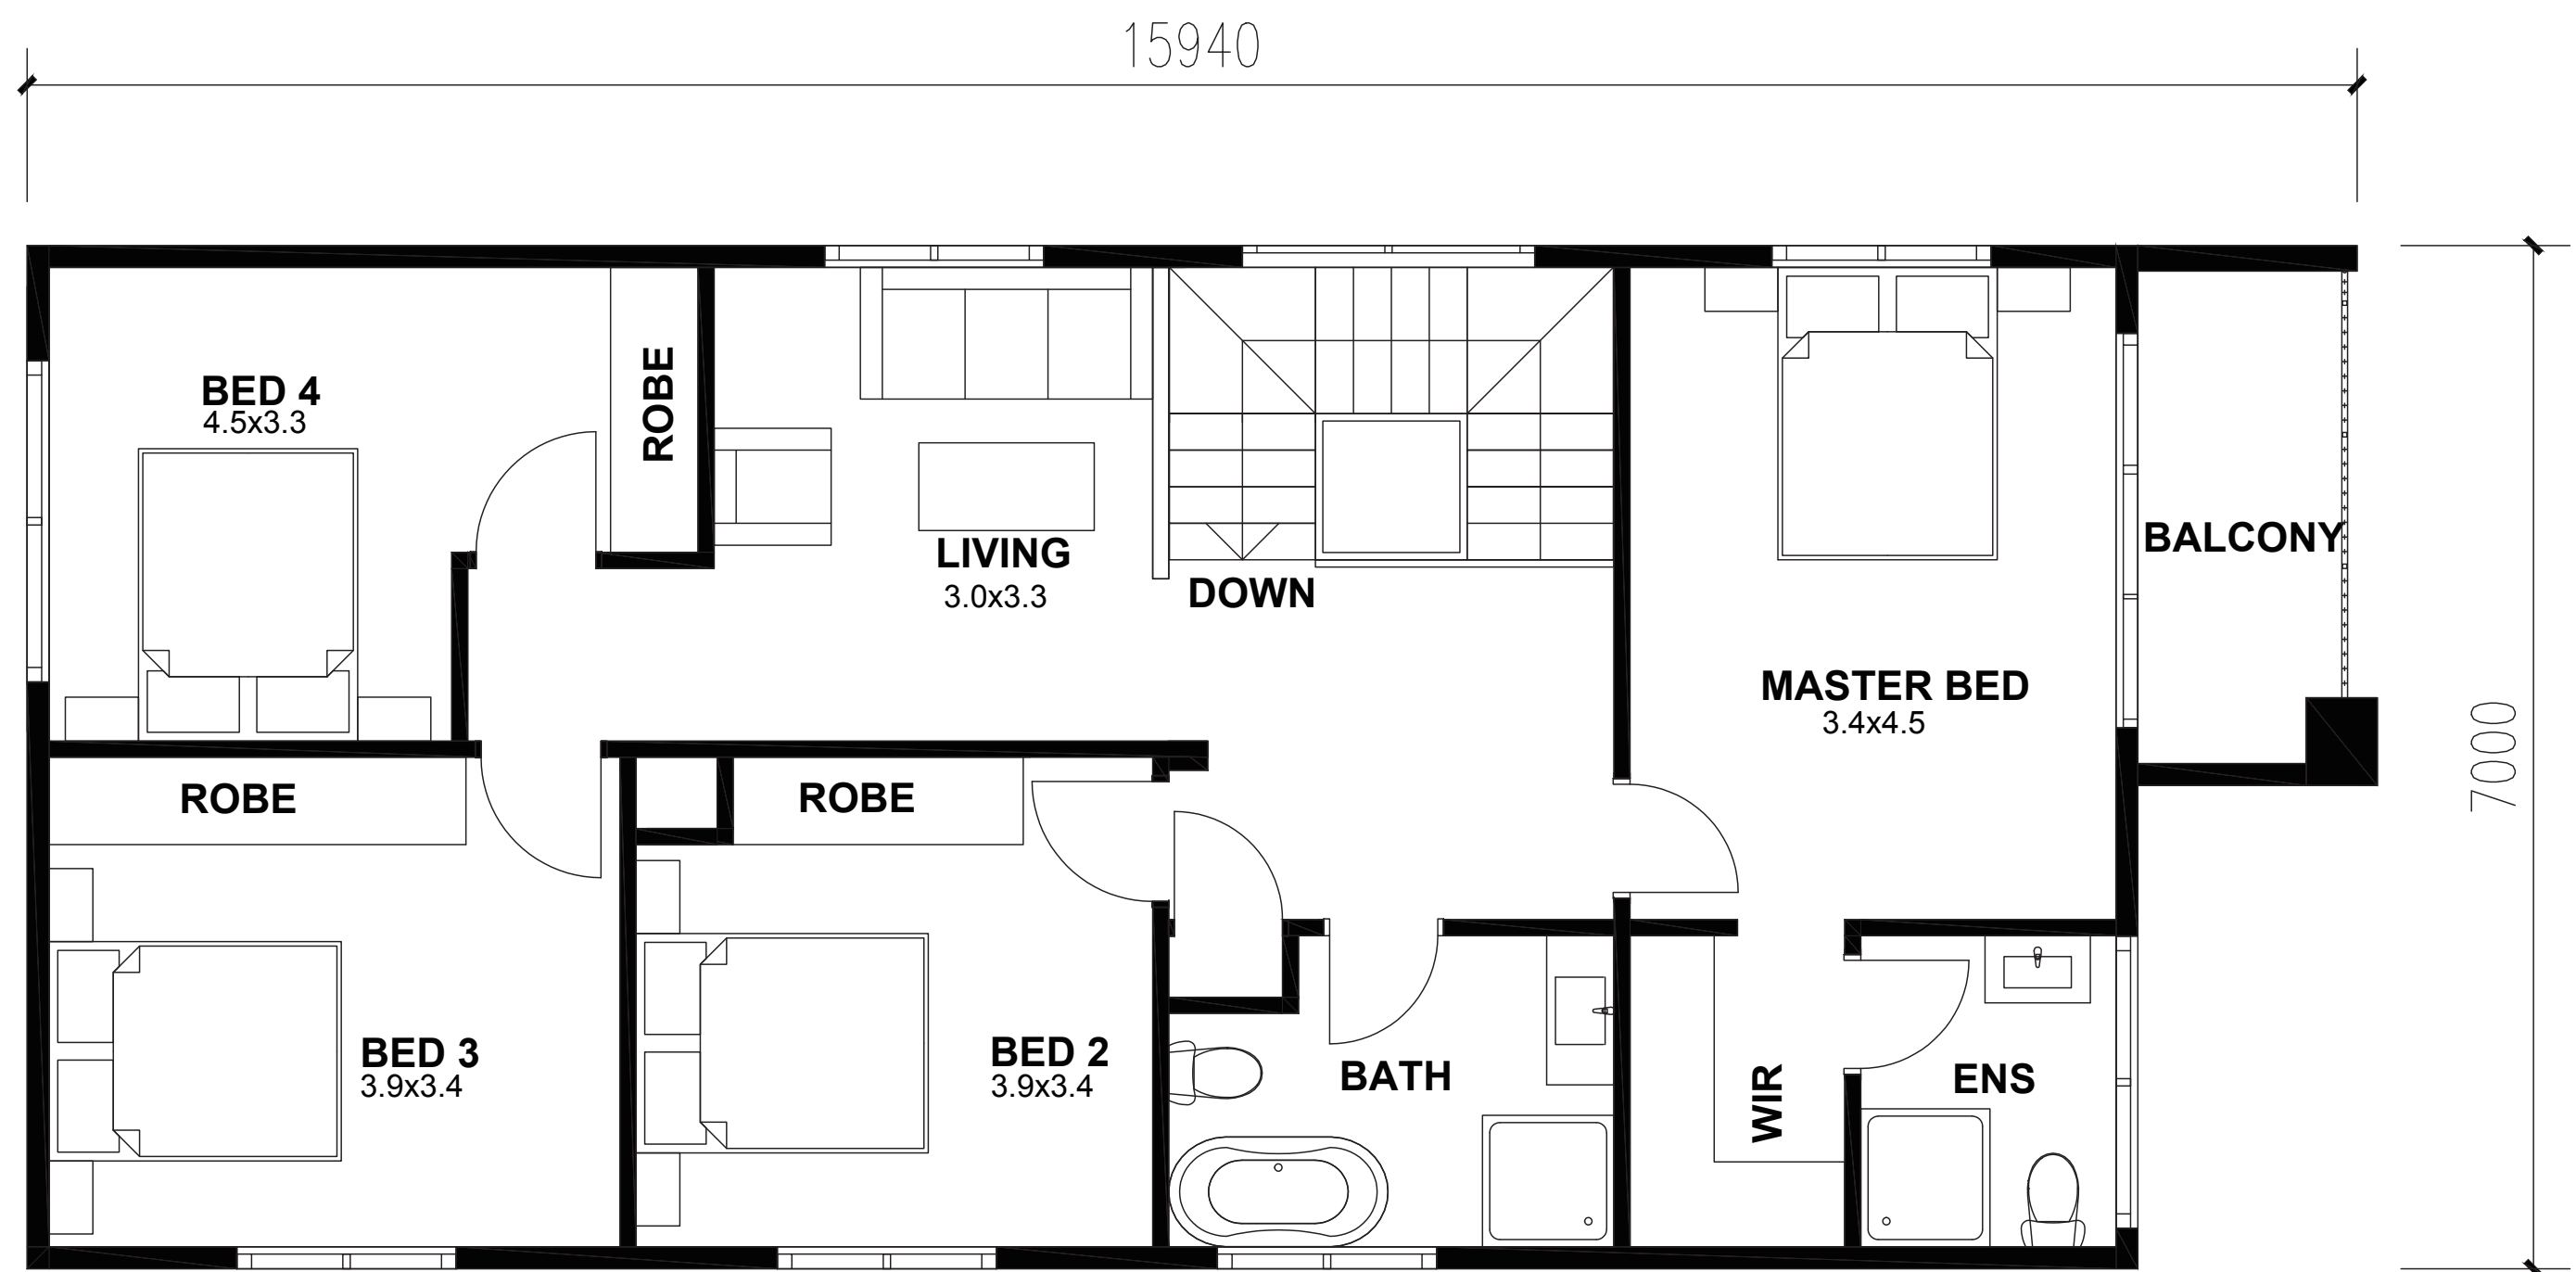 15940
BED 4
4.5x3.3
ROBE
LIVING
3.0x3.3
DOWN
MASTER BED
3.4x4.5
BALCONY
7000
ROBE
ROBE
BED 3
3.9x3.4
BED 2
3.9x3.4
BATH
WIR
ENS